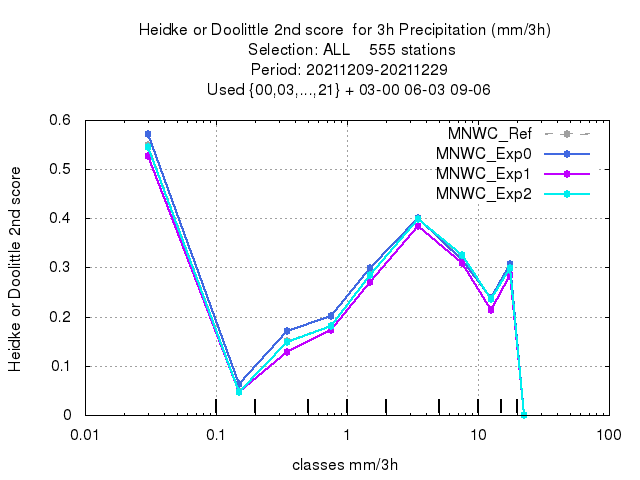 Heidke or Doolittle 2nd score  for 3h Precipitation (mm/3h)
Selection: ALL    555 stations
Period: 20211209-20211229
Used {00,03,...,21} + 03-00 06-03 09-06
Heidke or Doolittle 2nd score
0.6
0.5
0.4
0.3
0.2
0.1
0
MNWC_Ref
MNWC_Exp0
MNWC_Exp1
MNWC_Exp2
0.01
0.1
1
10
100
classes mm/3h